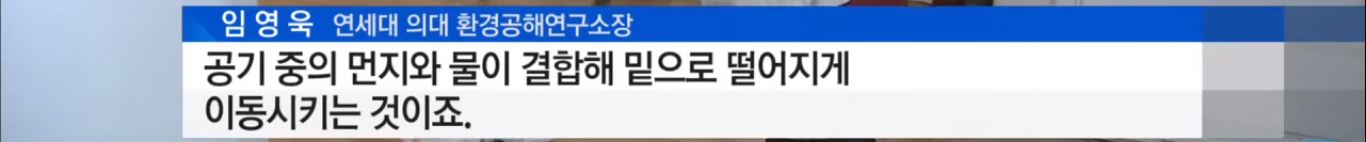 임영욱 연세대 의대 환경공해연구소장
공기 중의 먼지와 물이 결합해 밑으로 떨어지게
이동시키는 것이죠.